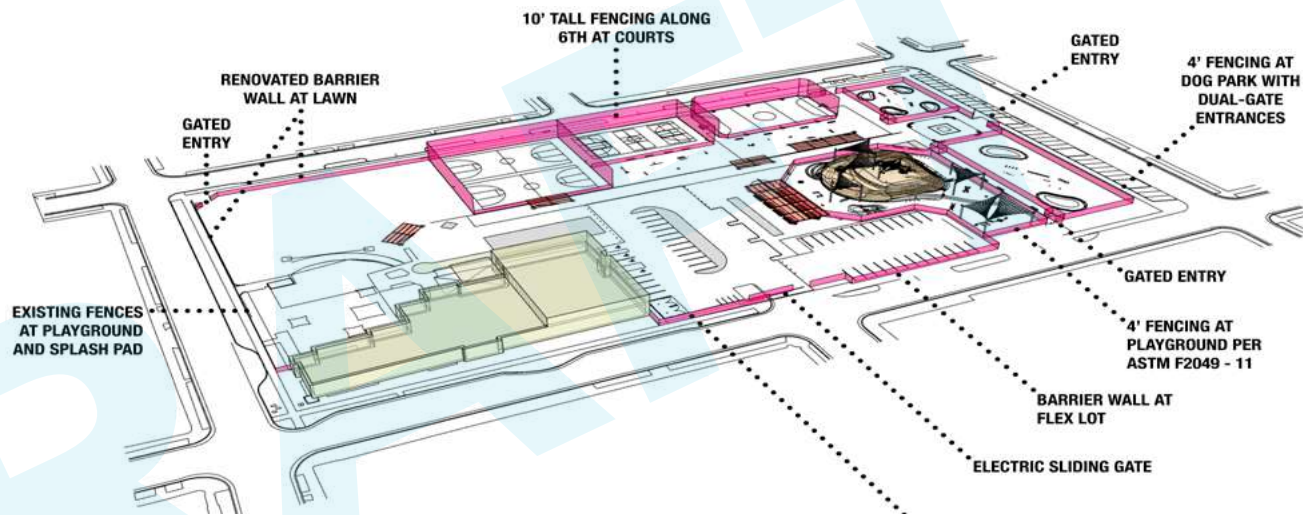 10' TALL FENCING ALONG
6TH AT COURTS
GATED
ENTRY
4' FENCING AT
DOG PARK WITH
DUAL-GATE
ENTRANCES
RENOVATED BARRIER
WALL AT LAWN
GATED
ENTRY
EXISTING FENCES
AT PLAYGROUND
AND SPLASH PAD
GATED ENTRY
4' FENCING AT
PLAYGROUND PER
ASTM F2049 - 11
BARRIER WALL AT
FLEX LOT
ELECTRIC SLIDING GATE
DRAFT